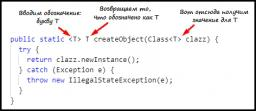 Вводим обозначение:
букву T
Возвращаем то,
что обозначено как T
Вот отсюда получим
значение для T
public static <T> T createObject(Class<T> clazz) {
try {
return clazz.newInstance();
} catch (Exception e) {
throw new IllegalStateException(e);
}